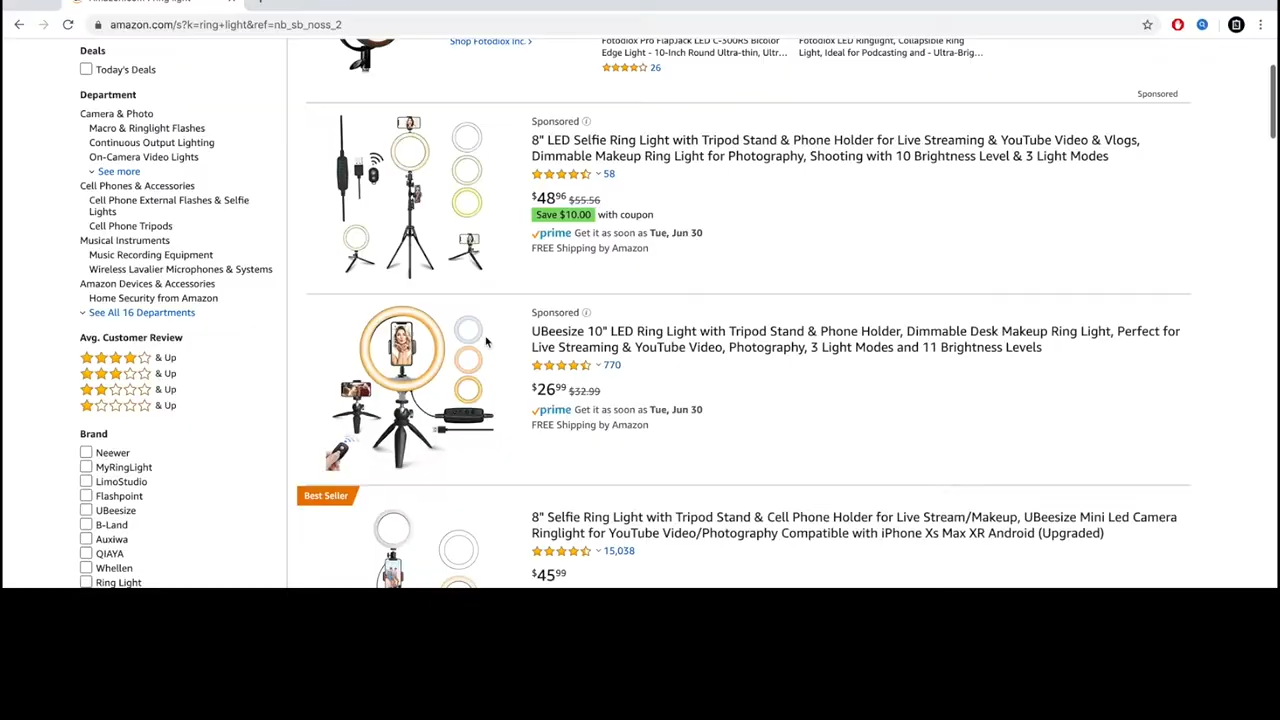 amazon.com/s?k=ring+light&ref=nb_sb_noss_2
Deals
Today's Deals
Department
Camera & Photo
Macro & Ringlight Flashes
Continuous Output Lighting
On-Camera Video Lights
See more
Cell Phones & Accessories
Cell Phone External Flashes & Selfie
Lights
Cell Phone Tripods
Musical Instruments
Music Recording Equipment
Wireless Lavalier Microphones & Systems
Amazon Devices & Accessories
Home Security from Amazon
See All 16 Departments
Avg. Customer Review
& Up
& Up
& Up
& Up
Brand
Neewer
MyRingLight
LimoStudio
Flashpoint
UBeesize
B-Land
Auxiwa
QIAYA
Whellen
Ring Light
Shop Fotodiox Inc. >
Fotodiox Pro FlapJack LED C-300RS Bicolor
Edge Light - 10-Inch Round Ultra-thin, Ultr...
26
Fotodiox LED Ringlight, Collapsible Ring
Light, Ideal for Podcasting and - Ultra-Brig...
Sponsored
Sponsored
8" LED Selfie Ring Light with Tripod Stand & Phone Holder for Live Streaming & YouTube Video & Vlogs,
Dimmable Makeup Ring Light for Photography, Shooting with 10 Brightness Level & 3 Light Modes
58
$48.96 $55.56
Save $10.00 with coupon
prime Get it as soon as Tue, Jun 30
FREE Shipping by Amazon
Sponsored
UBeesize 10" LED Ring Light with Tripod Stand & Phone Holder, Dimmable Desk Makeup Ring Light, Perfect for
Live Streaming & YouTube Video, Photography, 3 Light Modes and 11 Brightness Levels
770
$26.99 $32.99
prime Get it as soon as Tue, Jun 30
FREE Shipping by Amazon
Best Seller
8" Selfie Ring Light with Tripod Stand & Cell Phone Holder for Live Stream/Makeup, UBeesize Mini Led Camera
Ringlight for YouTube Video/Photography Compatible with iPhone Xs Max XR Android (Upgraded)
15,038
$45.99